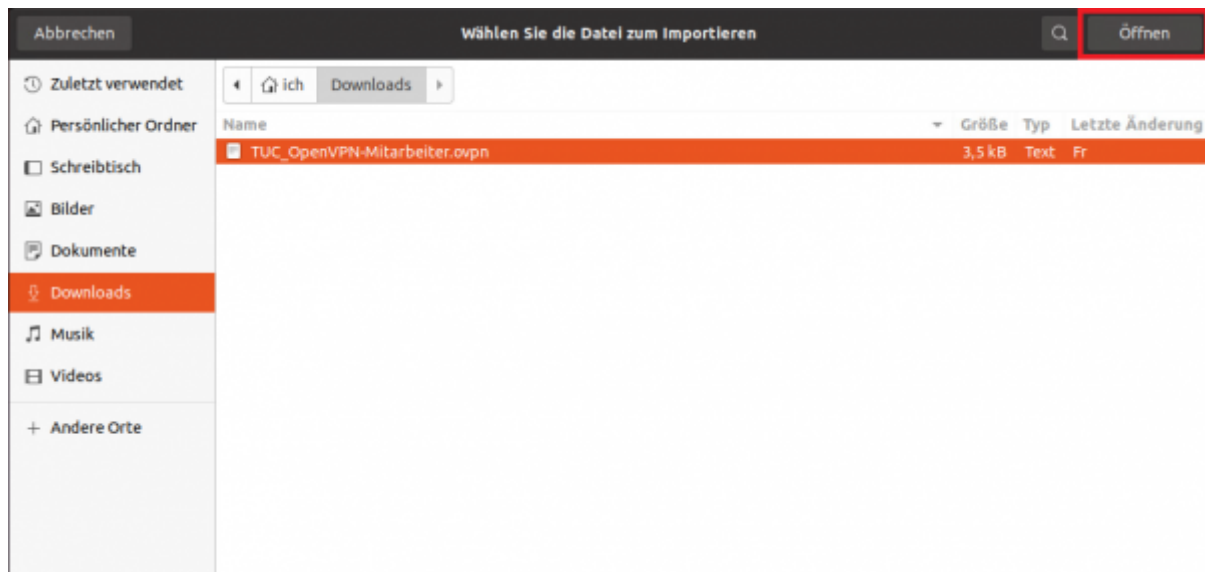 Abbrechen Wählen Sie die Datei zum Importieren Öffnen
Zuletzt verwendet
Persönlicher Ordner
Schreibtisch
Bilder
Dokumente
Downloads
Musik
Videos
Andere Orte
ich Downloads
Name Größe Typ Letzte Änderung
TUC_OpenVPN-Mitarbeiter.ovpn 3,5 kB Text Fr